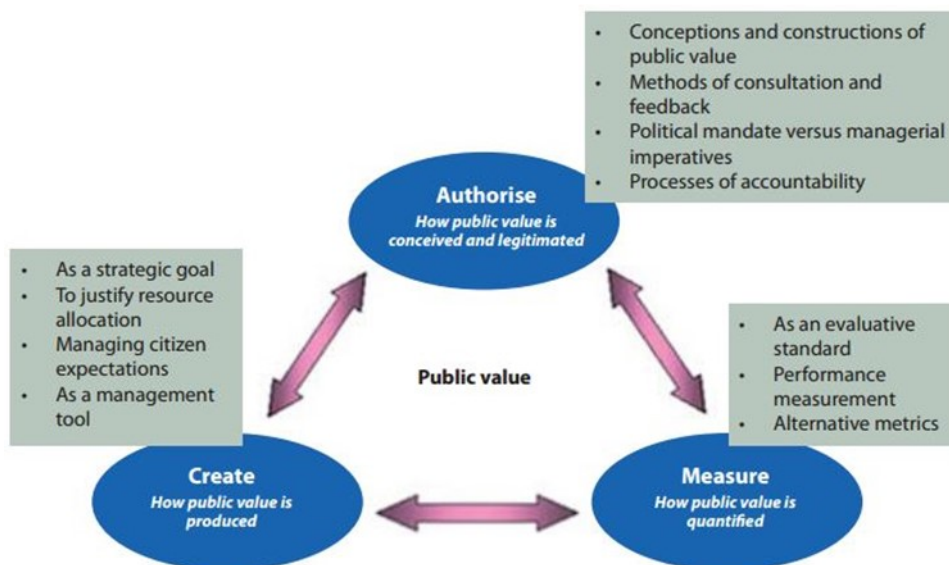 • Conceptions and constructions of
public value
• Methods of consultation and
feedback
• Political mandate versus managerial
imperatives
• Processes of accountability
Authorise
How public value is
conceived and legitimated
• As a strategic goal
• To justify resource
allocation
• Managing citizen
expectations
• As a management
tool
• As an evaluative
standard
• Performance
measurement
• Alternative metrics
Public value
Create
How public value is
produced
Measure
How public value is
quantified